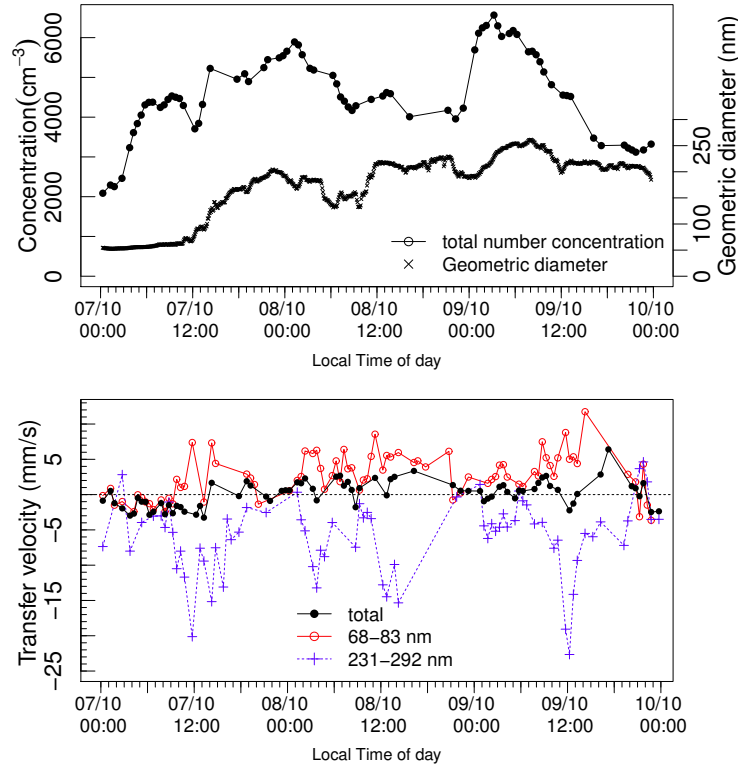 Concentration(cm−3)
6000
4000
2000
0
Geometric diameter (nm)
250
100
0
total number concentration
Geometric diameter
07/10 00:00
07/10 12:00
08/10 00:00
08/10 12:00
09/10 00:00
09/10 12:00
10/10 00:00
Local Time of day
Transfer velocity (mm/s)
5
−5
−15
−25
total
68−83 nm
231−292 nm
07/10 00:00
07/10 12:00
08/10 00:00
08/10 12:00
09/10 00:00
09/10 12:00
10/10 00:00
Local Time of day